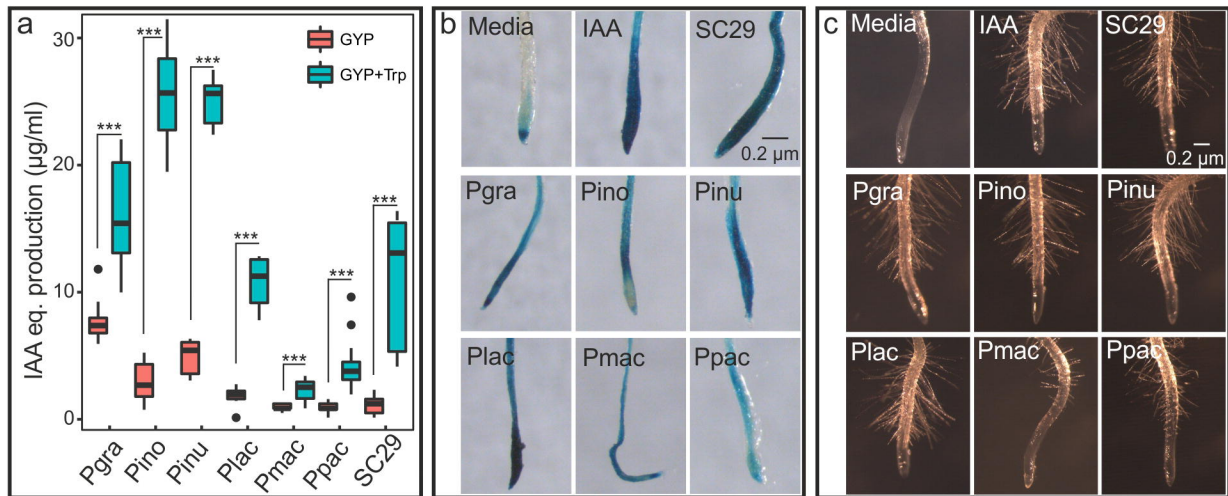 a
IAA eq. production (µg/ml)
30
20
10
0
GYP
GYP+Trp
***
***
***
***
***
***
***
Pgra
Pino
Pinu
Plac
Pmac
Ppac
SC29
b
Media
IAA
SC29
0.2 µm
Pgra
Pino
Pinu
Plac
Pmac
Ppac
c
Media
IAA
SC29
0.2 µm
Pgra
Pino
Pinu
Plac
Pmac
Ppac